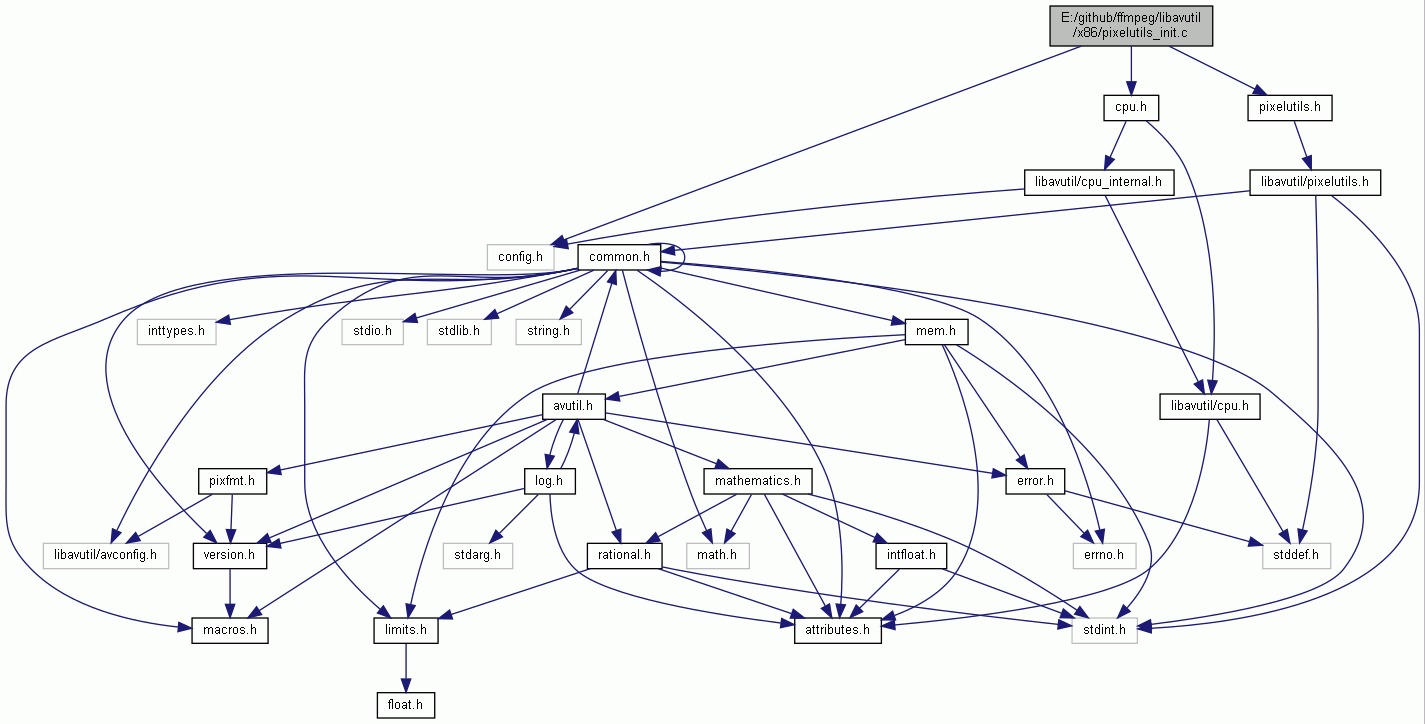 E:/github/ffmpeg/libavutil
/x86/pixelutils_init.c
cpu.h
pixelutils.h
libavutil/cpu_internal.h
libavutil/pixelutils.h
config.h
common.h
inttypes.h
stdio.h
stdlib.h
string.h
mem.h
avutil.h
libavutil/cpu.h
pixfmt.h
log.h
mathematics.h
error.h
libavutil/avconfig.h
version.h
stdarg.h
rational.h
math.h
intfloat.h
errno.h
stddef.h
macros.h
limits.h
attributes.h
stdint.h
float.h